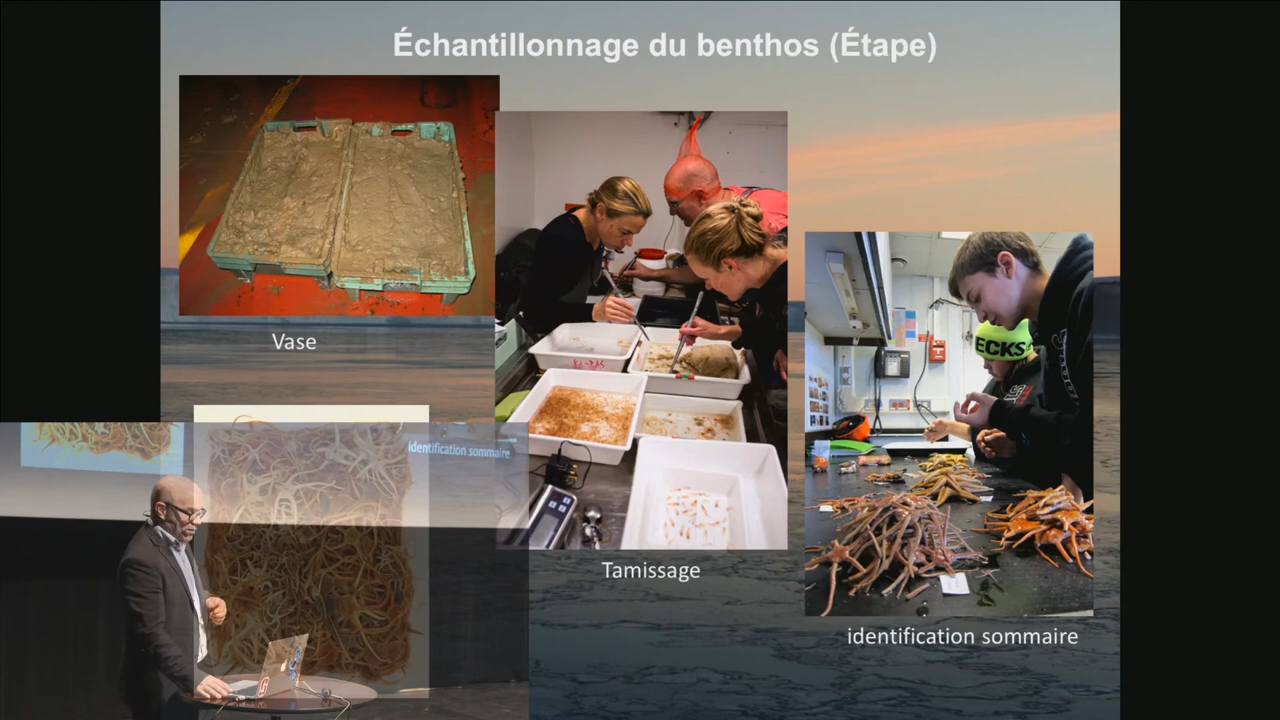 Échantillonnage du benthos (Étape)
Vase
identification sommaire
Tamissage
ECKS
identification sommaire